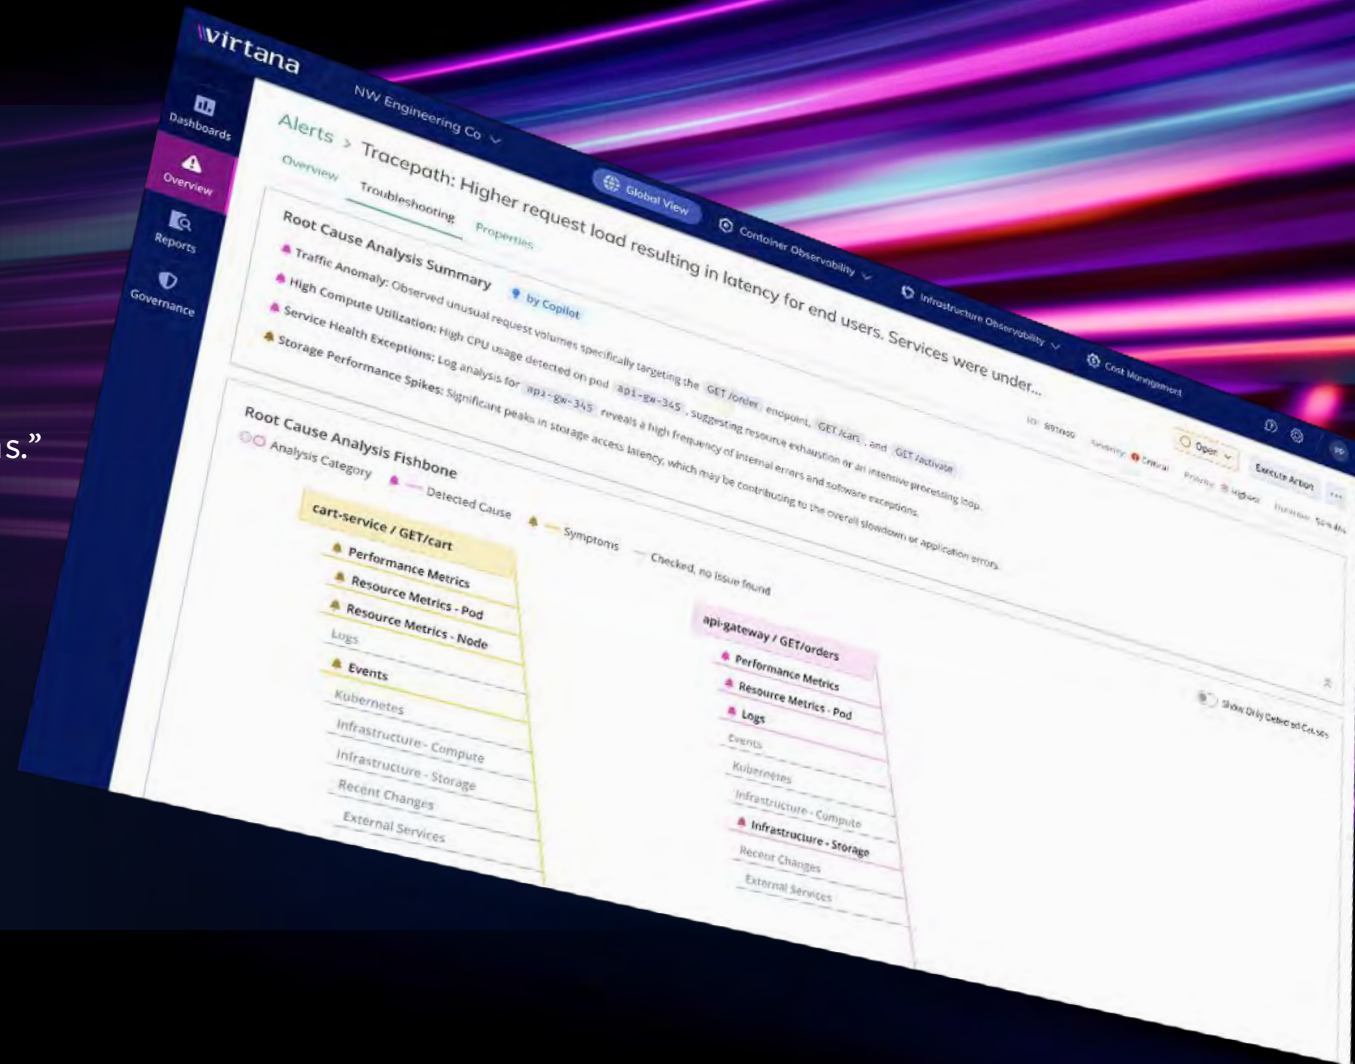 virtana
NW Engineering Co
Global View
Container Observability
Infrastructure Observability
Cost Management
Dashboards
Overview
Reports
Governance
Alerts > Tracepath: Higher request load resulting in latency for end users. Services were under...
Overview
Troubleshooting
Properties
Severity: Critical
Priority: Highest
Open
Execute Action
...
Root Cause Analysis Summary
by Copilot
Traffic Anomaly: Observed unusual request volumes specifically targeting the GET /order endpoint, GET /cart , and GET /activate
High Compute Utilization: High CPU usage detected on pod api-gw-345 , suggesting resource exhaustion or an intensive processing loop.
Service Health Exceptions: Log analysis for api-gw-345 reveals a high frequency of internal errors and software exceptions.
Storage Performance Spikes: Significant peaks in storage access latency, which may be contributing to the overall slowdown or application errors.
s.”
Root Cause Analysis Fishbone
Analysis Category
Detected Cause
Symptoms
Checked, no issue found
Show Only Detected Causes
cart-service / GET/cart
Performance Metrics
Resource Metrics - Pod
Resource Metrics - Node
Logs
Events
Kubernetes
Infrastructure - Compute
Infrastructure - Storage
Recent Changes
External Services
api-gateway / GET/orders
Performance Metrics
Resource Metrics - Pod
Logs
Events
Kubernetes
Infrastructure - Compute
Infrastructure - Storage
Recent Changes
External Services